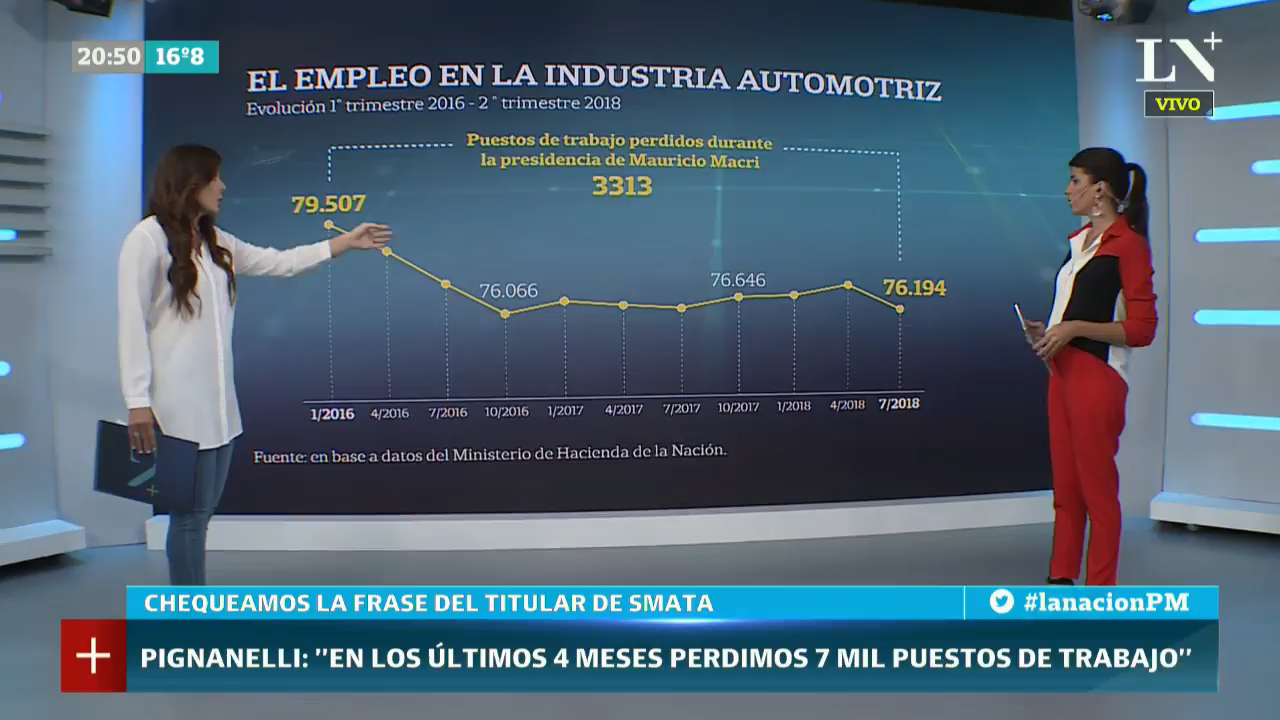 20:50 16º8
LN+
VIVO
EL EMPLEO EN LA INDUSTRIA AUTOMOTRIZ
Evolución 1° trimestre 2016 - 2° trimestre 2018
Puestos de trabajo perdidos durante
la presidencia de Mauricio Macri
3313
79.507
76.066
76.646
76.194
1/2016 4/2016 7/2016 10/2016 1/2017 4/2017 7/2017 10/2017 1/2018 4/2018 7/2018
Fuente: en base a datos del Ministerio de Hacienda de la Nación.
CHEQUEAMOS LA FRASE DEL TITULAR DE SMATA
#lanacionPM
PIGNANELLI: "EN LOS ÚLTIMOS 4 MESES PERDIMOS 7 MIL PUESTOS DE TRABAJO"